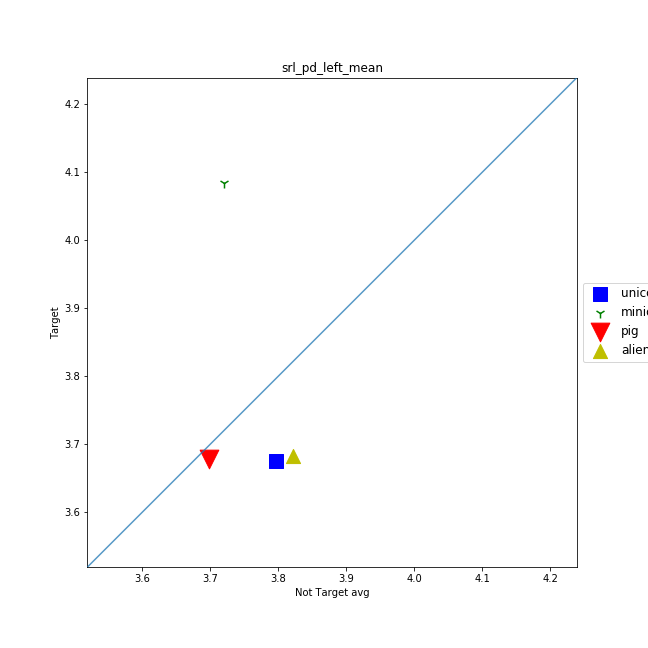 srl_pd_left_mean
4.2
4.1
4.0
3.9
3.8
3.7
3.6
Target
3.6 3.7 3.8 3.9 4.0 4.1 4.2
Not Target avg
pig